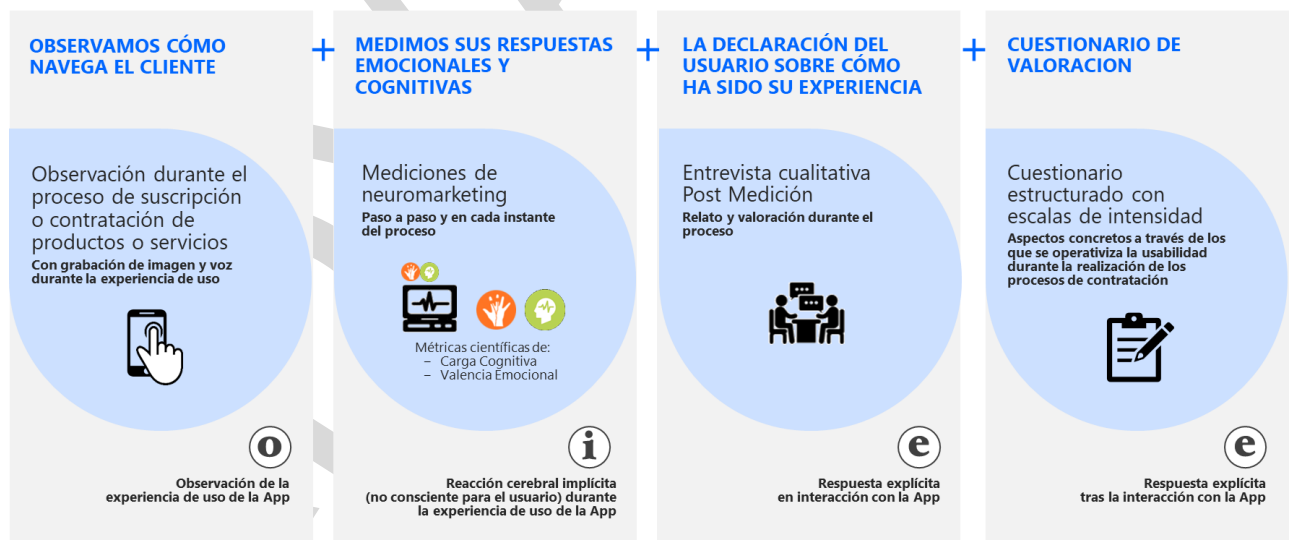 OBSERVAMOS CÓMO
NAVEGA EL CLIENTE
Observación durante el
proceso de suscripción
o contratación de
productos o servicios
Con grabación de imagen y voz
durante la experiencia de uso
o
Observación de la
experiencia de uso de la App
+
MEDIMOS SUS RESPUESTAS
EMOCIONALES Y
COGNITIVAS
Mediciones de
neuromarketing
Paso a paso y en cada instante
del proceso
Métricas científicas de:
– Carga Cognitiva
– Valencia Emocional
i
Reacción cerebral implícita
(no consciente para el usuario) durante
la experiencia de uso de la App
+
LA DECLARACIÓN DEL
USUARIO SOBRE CÓMO
HA SIDO SU EXPERIENCIA
Entrevista cualitativa
Post Medición
Relato y valoración durante el
proceso
e
Respuesta explícita
en interacción con la App
+
CUESTIONARIO DE
VALORACION
Cuestionario
estructurado con
escalas de intensidad
Aspectos concretos a través de los
que se operativiza la usabilidad
durante la realización de los
procesos de contratación
e
Respuesta explícita
tras la interacción con la App